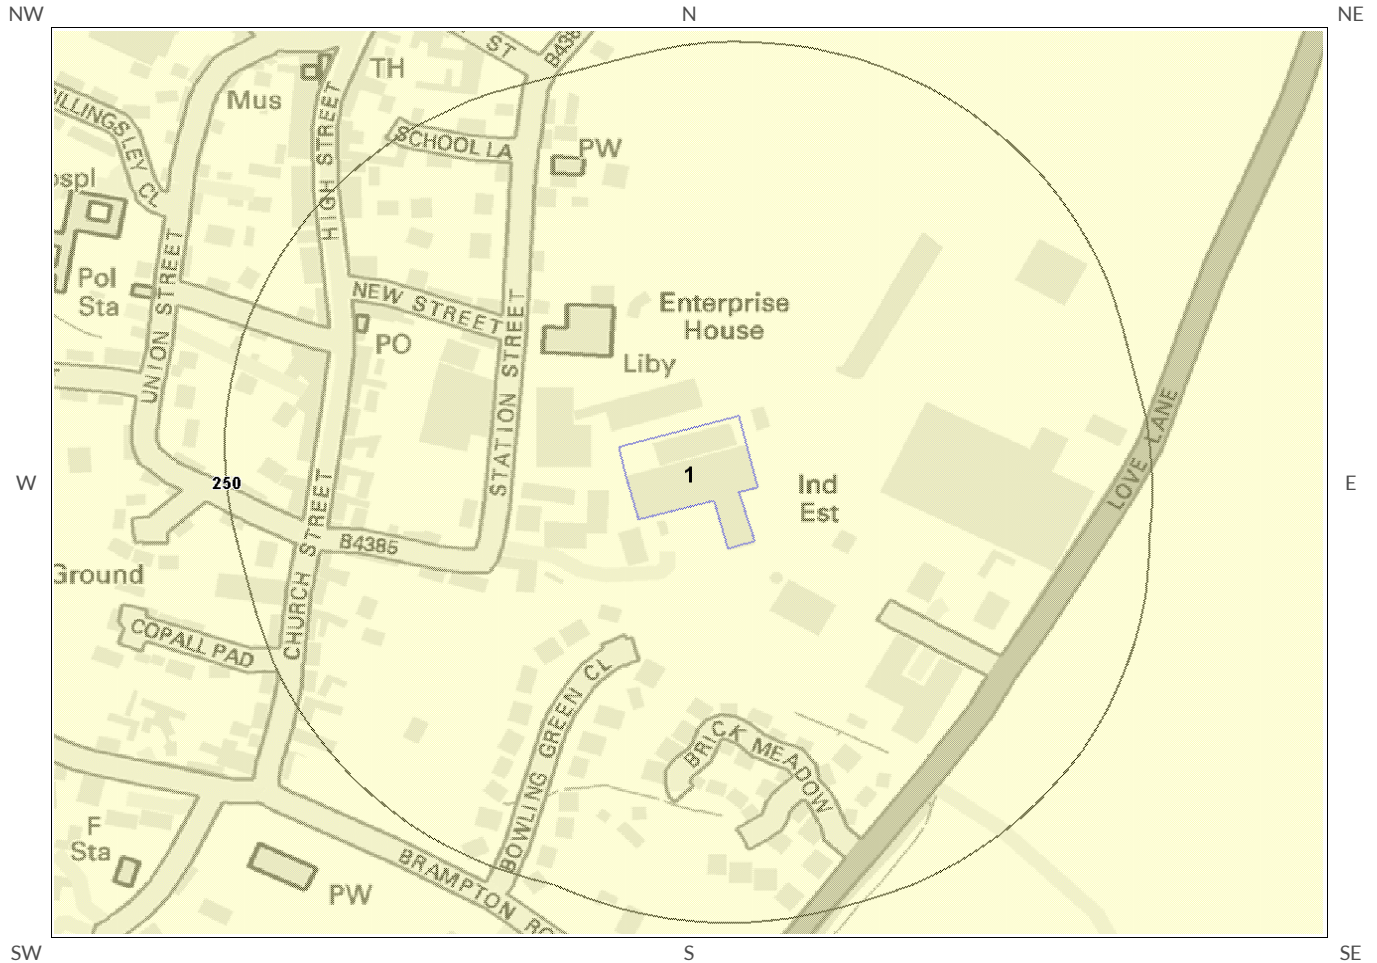 NW
N
NE
ST
B438
TH
Mus
BILLINGSLEY CL
HIGH STREET
SCHOOL LA
PW
ospl
UNION STREET
Pol
Sta
NEW STREET
PO
STATION STREET
Enterprise
House
Liby
LOVE LANE
W
250
1
Ind
Est
E
CHURCH STREET
B4385
Ground
COPALL PAD
BOWLING GREEN CL
BRICK MEADOW
F
Sta
PW
BRAMPTON RO
SW
S
SE